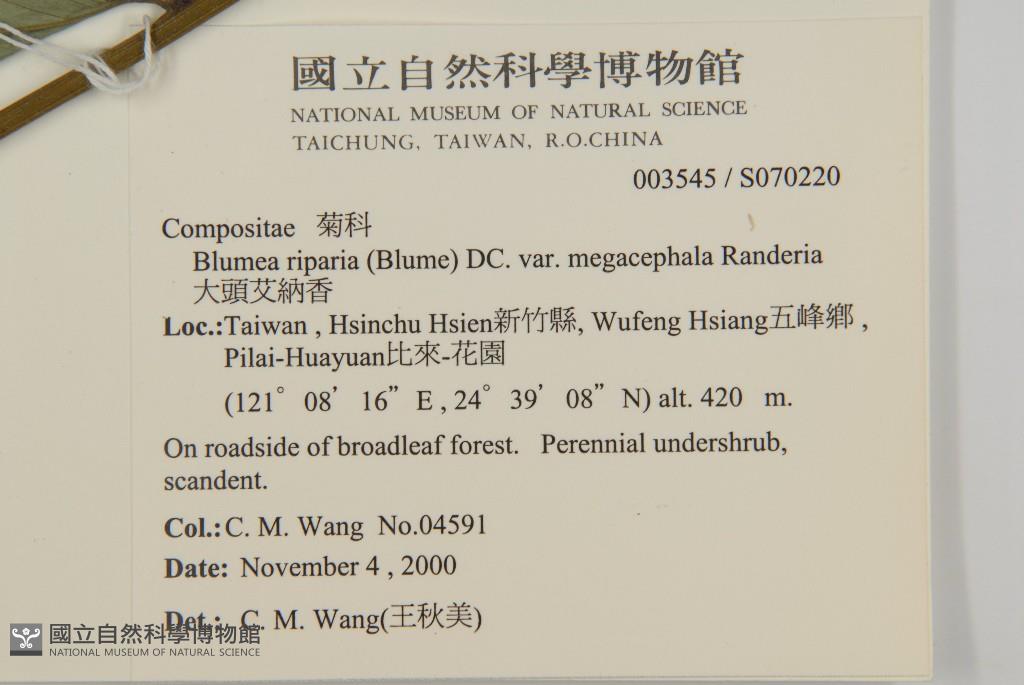 國立自然科學博物館
NATIONAL MUSEUM OF NATURAL SCIENCE
TAICHUNG, TAIWAN, R.O.CHINA
003545 / S070220
Compositae 菊科
Blumea riparia (Blume) DC. var. megacephala Randeria
大頭艾納香
Loc.:Taiwan , Hsinchu Hsien新竹縣, Wufeng Hsiang五峰鄉 ,
Pilai-Huayuan比來-花園
(121° 08’ 16” E , 24° 39’ 08” N) alt. 420 m.
On roadside of broadleaf forest. Perennial undershrub,
scandent.
Col.: C. M. Wang No.04591
Date: November 4 , 2000
Det.: C. M. Wang(王秋美)
國立自然科學博物館
NATIONAL MUSEUM OF NATURAL SCIENCE